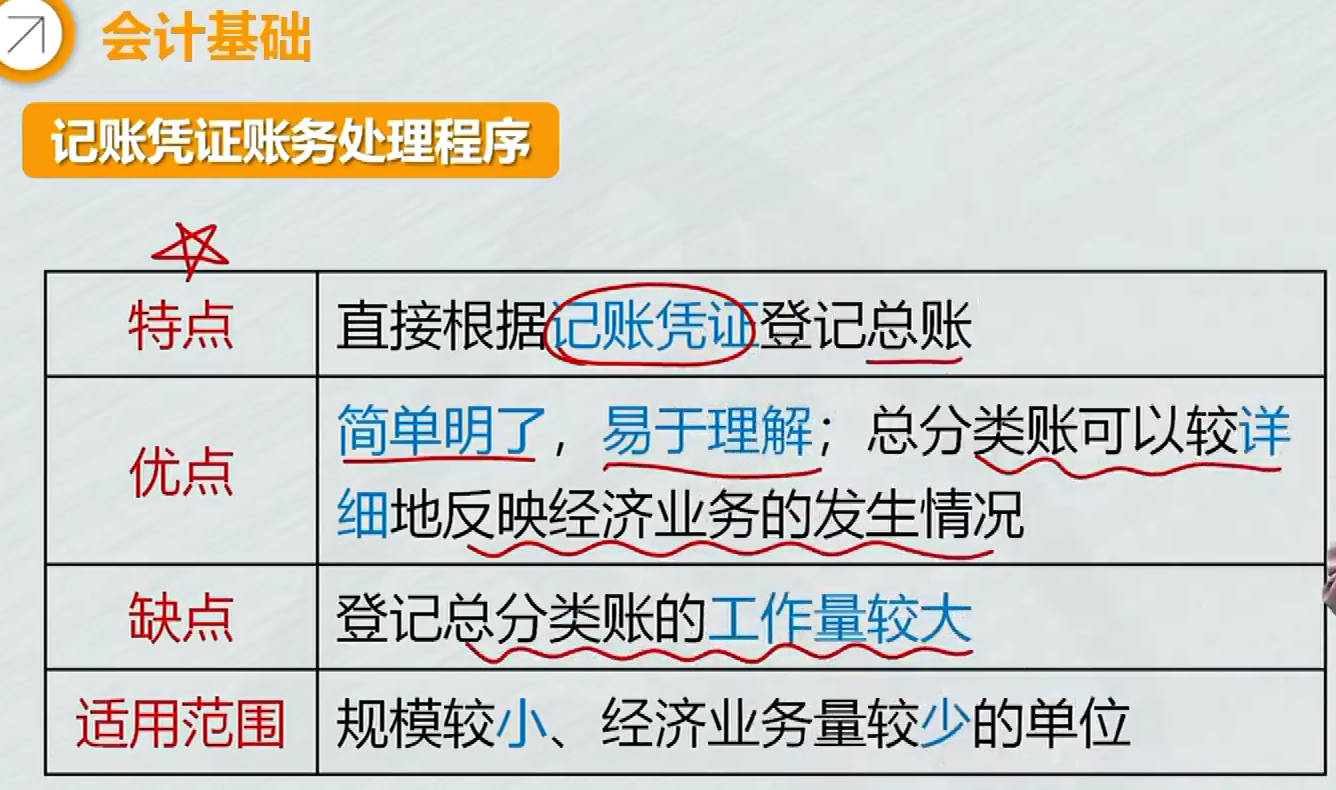 会计基础
记账凭证账务处理程序
特点
直接根据记账凭证登记总账
优点
简单明了，易于理解；总分类账可以较详
细地反映经济业务的发生情况
缺点
登记总分类账的工作量较大
适用范围
规模较小、经济业务量较少的单位